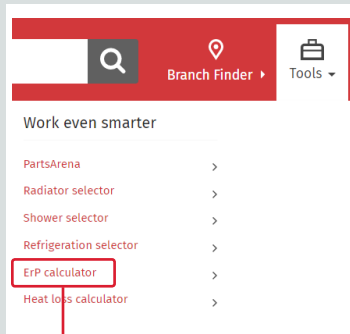 Branch Finder
Tools
Work even smarter
PartsArena
Radiator selector
Shower selector
Refrigeration selector
ErP calculator
Heat loss calculator